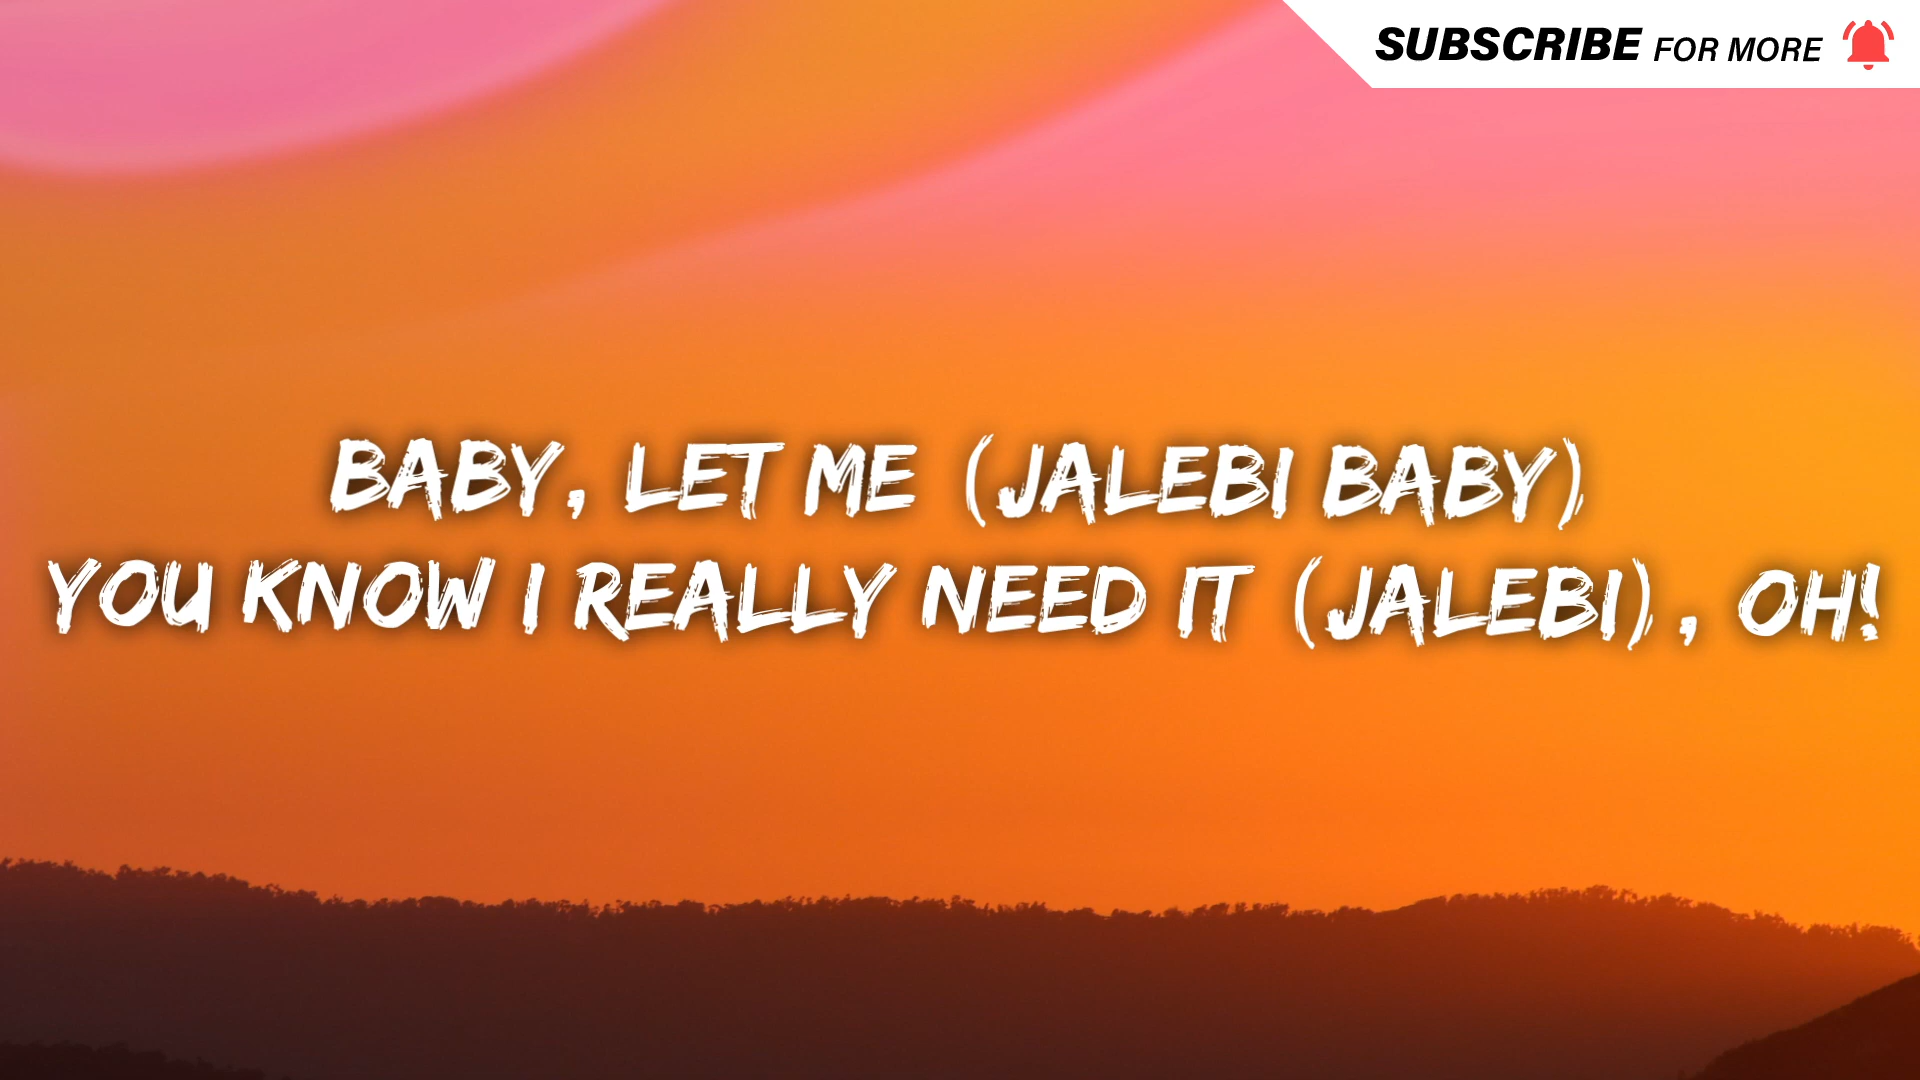 SUBSCRIBE FOR MORE
BABY, LET ME (JALEBI BABY)
YOU KNOW I REALLY NEED IT (JALEBI), OH!